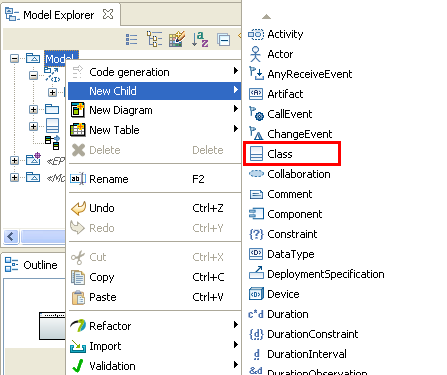 Model Explorer
Model
«EP
«Mo
Outline
Code generation
New Child
New Diagram
New Table
Delete Delete
Rename F2
Undo Ctrl+Z
Redo Ctrl+Y
Cut Ctrl+X
Copy Ctrl+C
Paste Ctrl+V
Refactor
Import
Validation
Activity
Actor
AnyReceiveEvent
Artifact
CallEvent
ChangeEvent
Class
Collaboration
Comment
Component
Constraint
DataType
DeploymentSpecification
Device
Duration
DurationConstraint
DurationInterval
DurationObservation